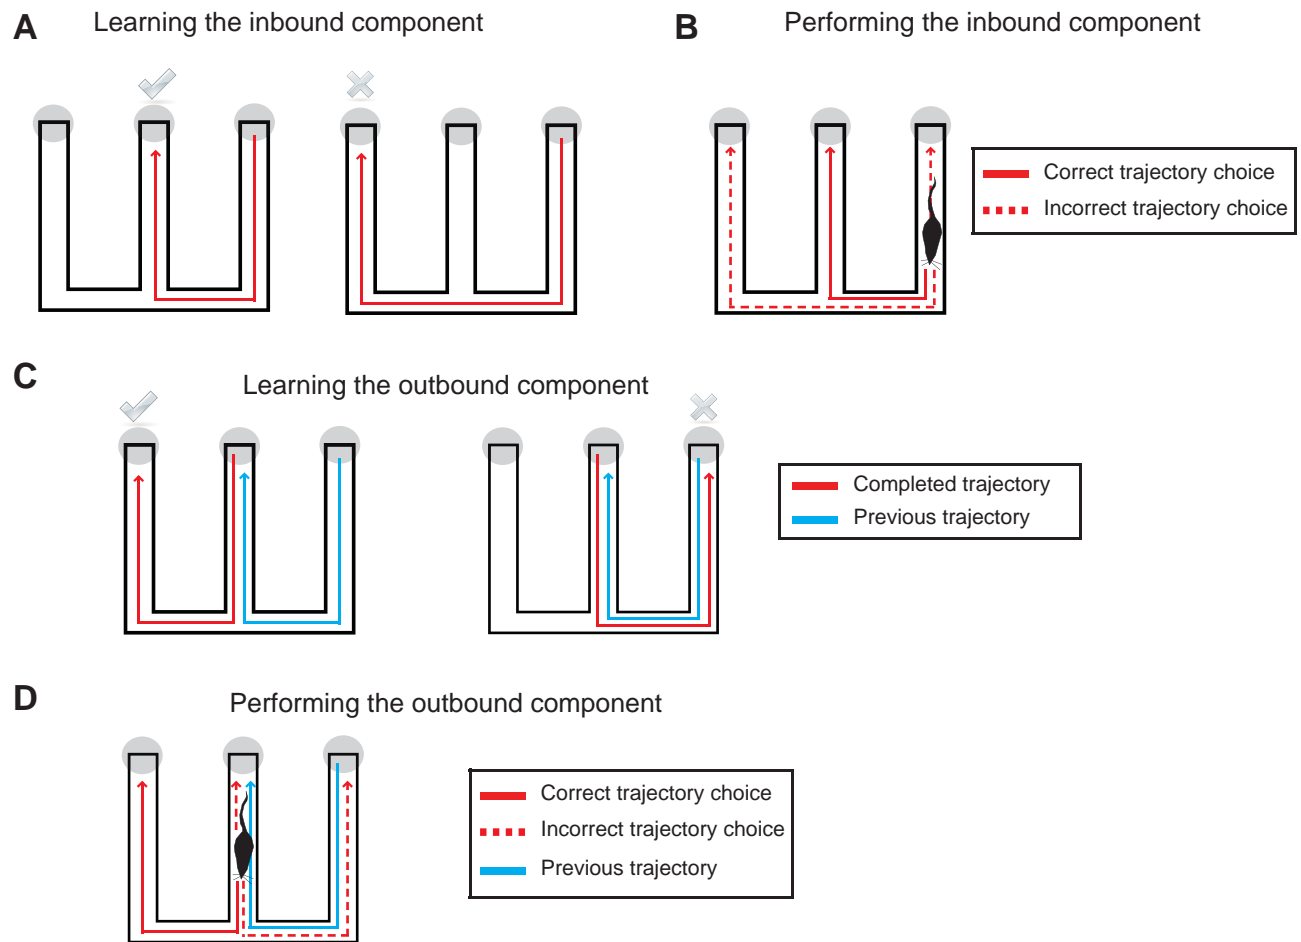 A
Learning the inbound component
B
Performing the inbound component
Correct trajectory choice
Incorrect trajectory choice
C
Learning the outbound component
Completed trajectory
Previous trajectory
D
Performing the outbound component
Correct trajectory choice
Incorrect trajectory choice
Previous trajectory